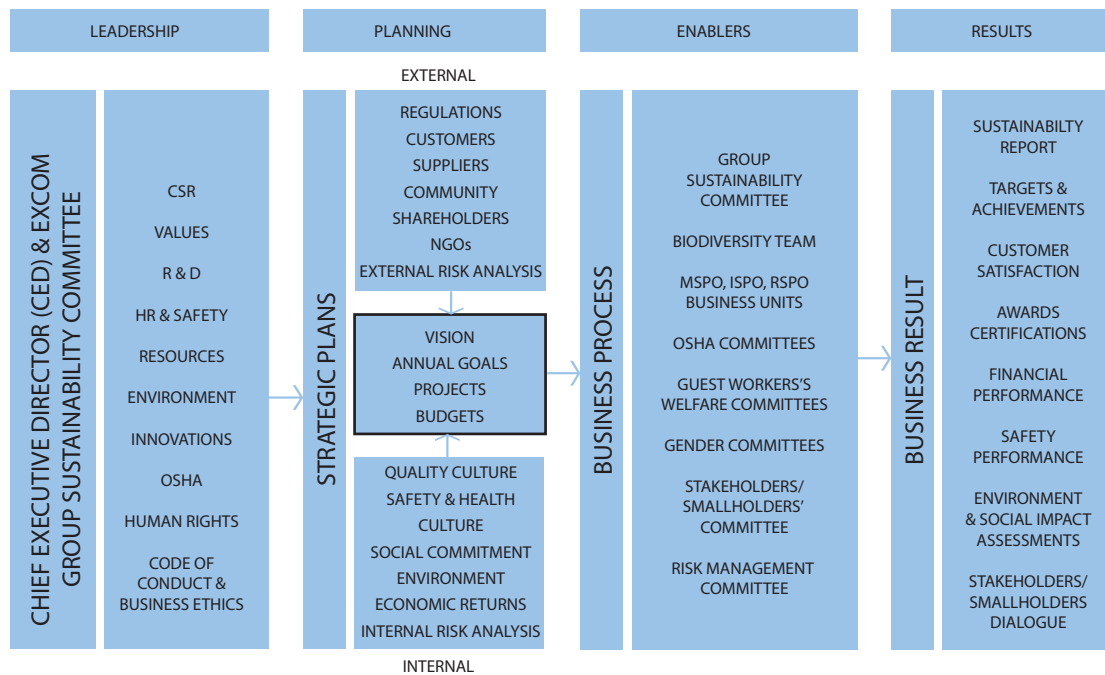 LEADERSHIP
PLANNING
ENABLERS
RESULTS
CHIEF EXECUTIVE DIRECTOR (CED) & EXCOM
GROUP SUSTAINABILITY COMMITTEE
CSR
VALUES
R & D
HR & SAFETY
RESOURCES
ENVIRONMENT
INNOVATIONS
OSHA
HUMAN RIGHTS
CODE OF
CONDUCT &
BUSINESS ETHICS
STRATEGIC PLANS
EXTERNAL
REGULATIONS
CUSTOMERS
SUPPLIERS
COMMUNITY
SHAREHOLDERS
NGOs
EXTERNAL RISK ANALYSIS
VISION
ANNUAL GOALS
PROJECTS
BUDGETS
QUALITY CULTURE
SAFETY & HEALTH
CULTURE
SOCIAL COMMITMENT
ENVIRONMENT
ECONOMIC RETURNS
INTERNAL RISK ANALYSIS
INTERNAL
BUSINESS PROCESS
GROUP
SUSTAINABILITY
COMMITTEE
BIODIVERSITY TEAM
MSPO, ISPO, RSPO
BUSINESS UNITS
OSHA COMMITTEES
GUEST WORKERS'S
WELFARE COMMITTEES
GENDER COMMITTEES
STAKEHOLDERS/
SMALLHOLDERS'
COMMITTEE
RISK MANAGEMENT
COMMITTEE
BUSINESS RESULT
SUSTAINABILTY
REPORT
TARGETS &
ACHIEVEMENTS
CUSTOMER
SATISFACTION
AWARDS
CERTIFICATIONS
FINANCIAL
PERFORMANCE
SAFETY
PERFORMANCE
ENVIRONMENT
& SOCIAL IMPACT
ASSESSMENTS
STAKEHOLDERS/
SMALLHOLDERS
DIALOGUE